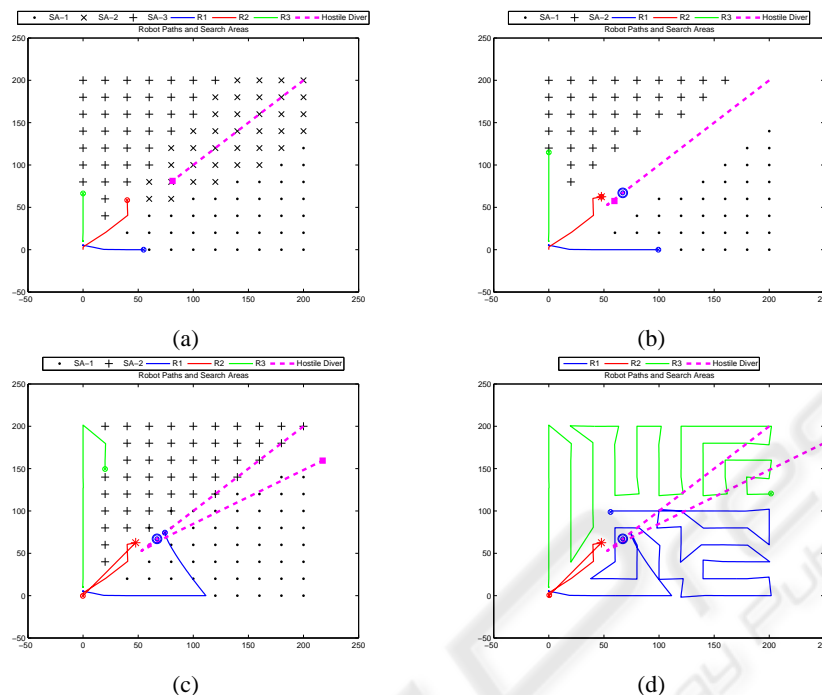 SA−1 SA−2 SA−3 R1 R2 R3 Hostile Diver
Robot Paths and Search Areas
250
200
150
100
50
0
−50
−50 0 50 100 150 200 250
(a)
SA−1 SA−2 R1 R2 R3 Hostile Diver
Robot Paths and Search Areas
250
200
150
100
50
0
−50
−50 0 50 100 150 200
(b)
SA−1 SA−2 R1 R2 R3 Hostile Diver
Robot Paths and Search Areas
250
200
150
100
50
0
−50
−50 0 50 100 150 200 250
(c)
R1 R2 R3 Hostile Diver
Robot Paths and Search Areas
250
200
150
100
50
0
−50
−50 0 50 100 150 200
(d)